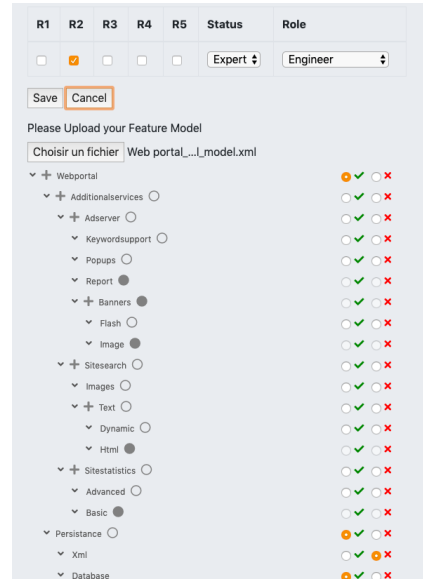 R1 R2 R3 R4 R5 Status Role
Expert Engineer
Save Cancel
Please Upload your Feature Model
Choisir un fichier Web portal_...l_model.xml
Webportal
Additionalservices
Adserver
Keywordsupport
Popups
Report
Banners
Flash
Image
Sitesearch
Images
Text
Dynamic
Html
Sitestatistics
Advanced
Basic
Persistance
Xml
Database